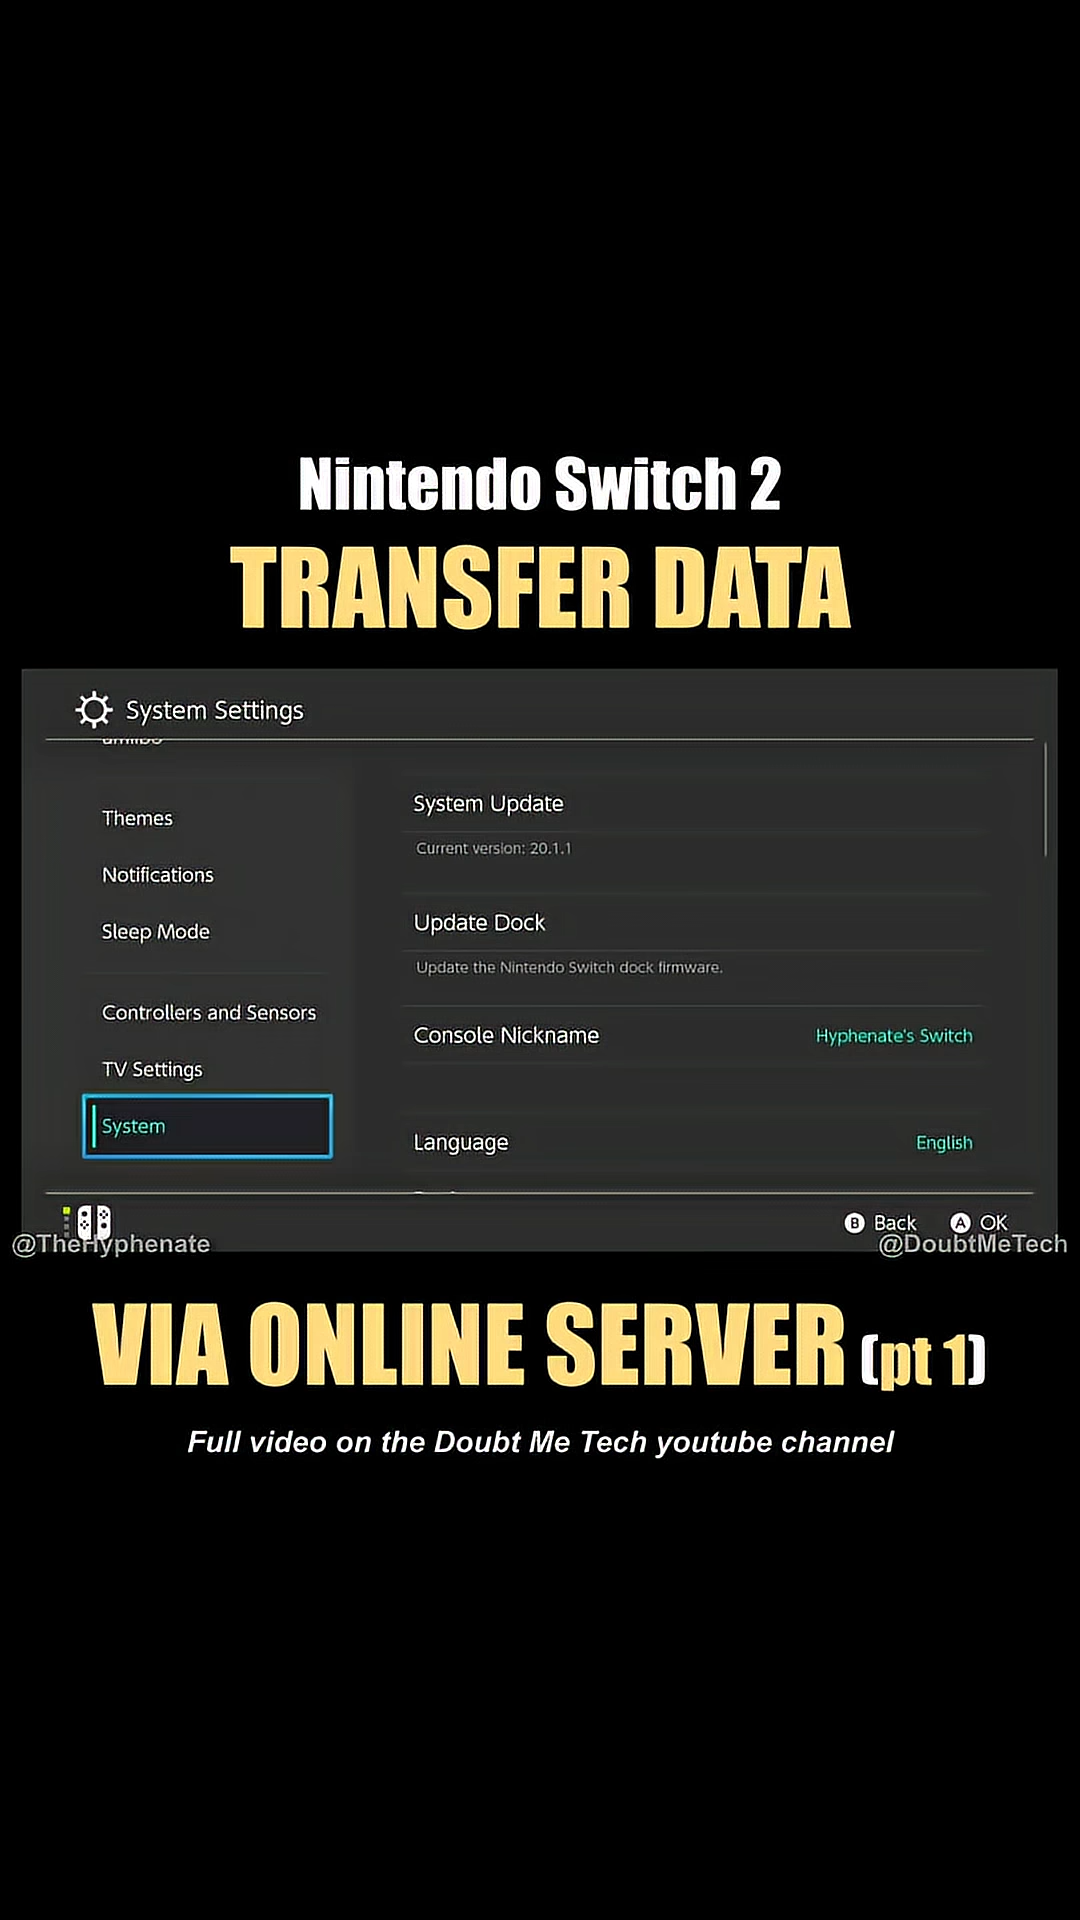 Nintendo Switch 2
TRANSFER DATA
System Settings
amiibo
Themes
Notifications
Sleep Mode
Controllers and Sensors
TV Settings
System
System Update
Current version: 20.1.1
Update Dock
Update the Nintendo Switch dock firmware.
Console Nickname
Hyphenate's Switch
Language
English
B Back
A OK
@TheHyphenate
@DoubtMeTech
VIA ONLINE SERVER (pt 1)
Full video on the Doubt Me Tech youtube channel